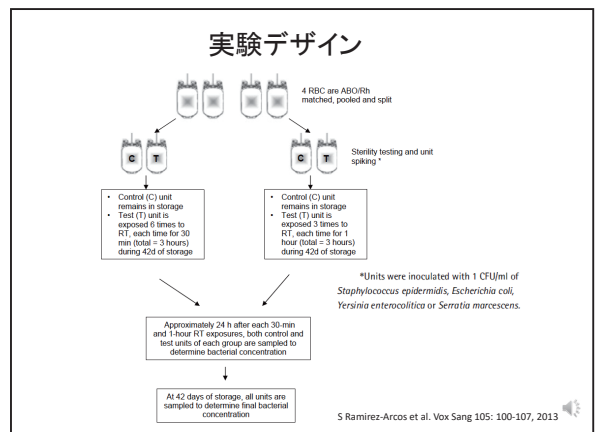 実験デザイン
4 RBC are ABO/Rh
matched, pooled and split
C T
C T
Sterility testing and unit
spiking *
• Control (C) unit
remains in storage
• Test (T) unit is
exposed 6 times to
RT, each time for 30
min (total = 3 hours)
during 42d of storage
• Control (C) unit
remains in storage
• Test (T) unit is
exposed 3 times to
RT, each time for 1
hour (total = 3 hours)
during 42d of storage
*Units were inoculated with 1 CFU/ml of
Staphylococcus epidermidis, Escherichia coli,
Yersinia enterocolitica or Serratia marcescens.
Approximately 24 h after each 30-min
and 1-hour RT exposures, both control and
test units of each group are sampled to
determine bacterial concentration
At 42 days of storage, all units are
sampled to determine final bacterial
concentration
S Ramirez-Arcos et al. Vox Sang 105: 100-107, 2013